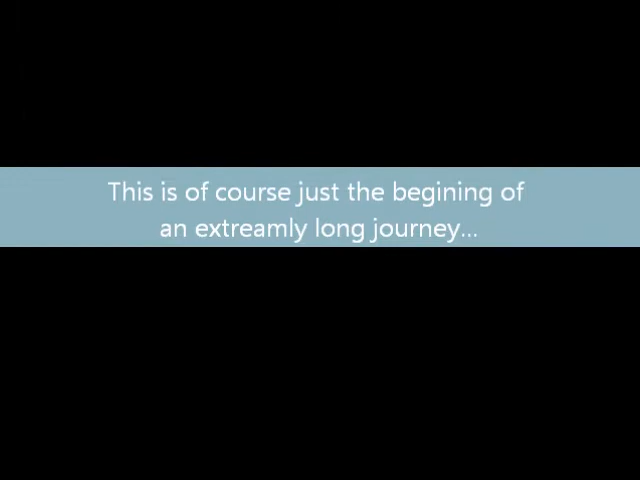 This is of course just the begining of
an extreamly long journey...